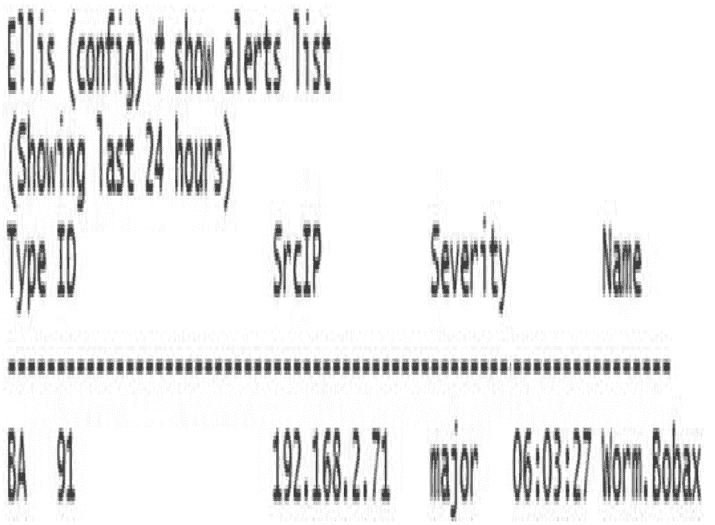 Ellis (config) # show alerts list
(Showing last 24 hours)
Type ID SrcIP Severity Name
------------------------------------------------------------------
BA 91 192.168.2.71 major 06:03:27 Worm.Bobax